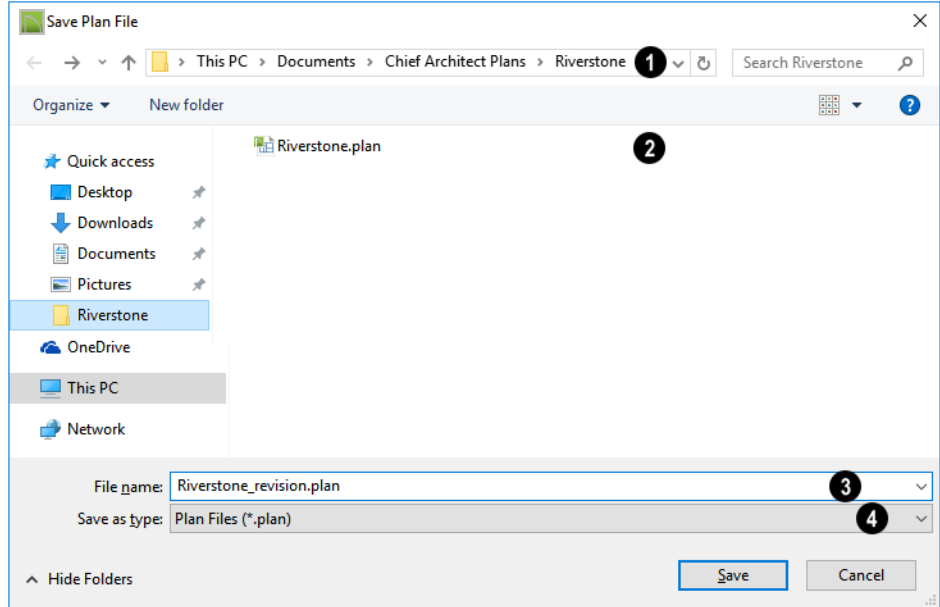 Save Plan File
This PC > Documents > Chief Architect Plans > Riverstone 1
Search Riverstone
Organize
New folder
?
Riverstone.plan
2
Quick access
Desktop
Downloads
Documents
Pictures
Riverstone
OneDrive
This PC
Network
File name: Riverstone_revision.plan 3
Save as type: Plan Files (*.plan) 4
Hide Folders
Save
Cancel